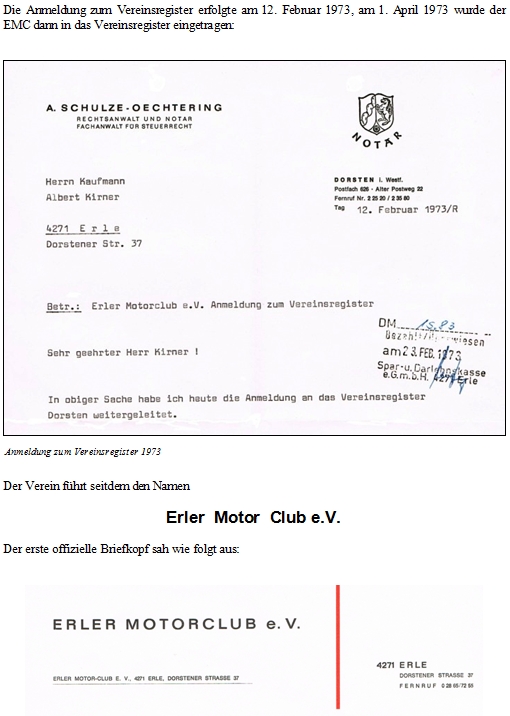 Die Anmeldung zum Vereinsregister erfolgte am 12. Februar 1973, am 1. April 1973 wurde der
EMC dann in das Vereinsregister eingetragen:
A. SCHULZE-OECHTERING
RECHTSANWALT UND NOTAR
FACHANWALT FÜR STEUERRECHT
NOTAR
Herrn Kaufmann
Albert Kirner
4271 Erle
Dorstener Str. 37
DORSTEN i. Westf.
Postfach 626 - Alter Postweg 22
Fernruf Nr. 2 25 20 / 2 35 80
Tag 12. Februar 1973/R
Betr.: Erler Motorclub e.V. Anmeldung zum Vereinsregister
DM 15.83
am 23. FEB. 1973
Spar- u. Darlehnskasse
e.G.m.b.H. 4271 Erle
Sehr geehrter Herr Kirner !
In obiger Sache habe ich heute die Anmeldung an das Vereinsregister
Dorsten weitergeleitet.
Anmeldung zum Vereinsregister 1973
Der Verein führt seitdem den Namen
Erler Motor Club e.V.
Der erste offizielle Briefkopf sah wie folgt aus:
ERLER MOTORCLUB e.V.
ERLER MOTOR-CLUB E. V., 4271 ERLE, DORSTENER STRASSE 37
4271 ERLE
DORSTENER STRASSE 37
FERNRUF 0 28 65/72 65